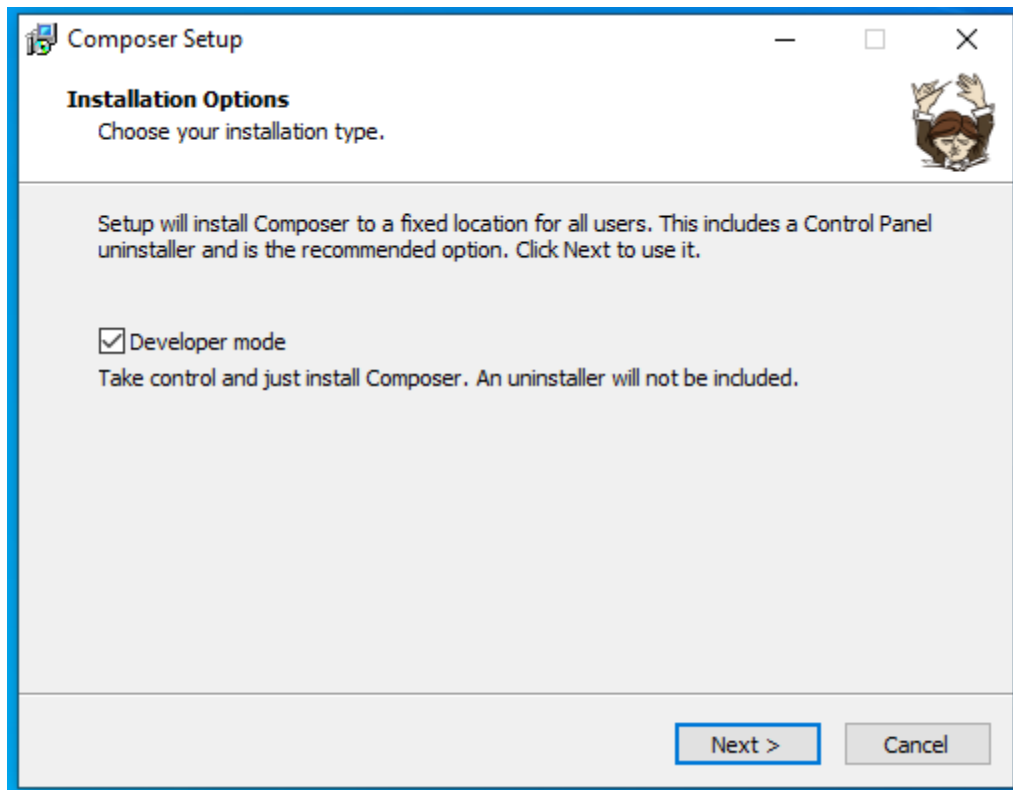 Composer Setup
Installation Options
Choose your installation type.
Setup will install Composer to a fixed location for all users. This includes a Control Panel
uninstaller and is the recommended option. Click Next to use it.
Developer mode
Take control and just install Composer. An uninstaller will not be included.
Next >
Cancel